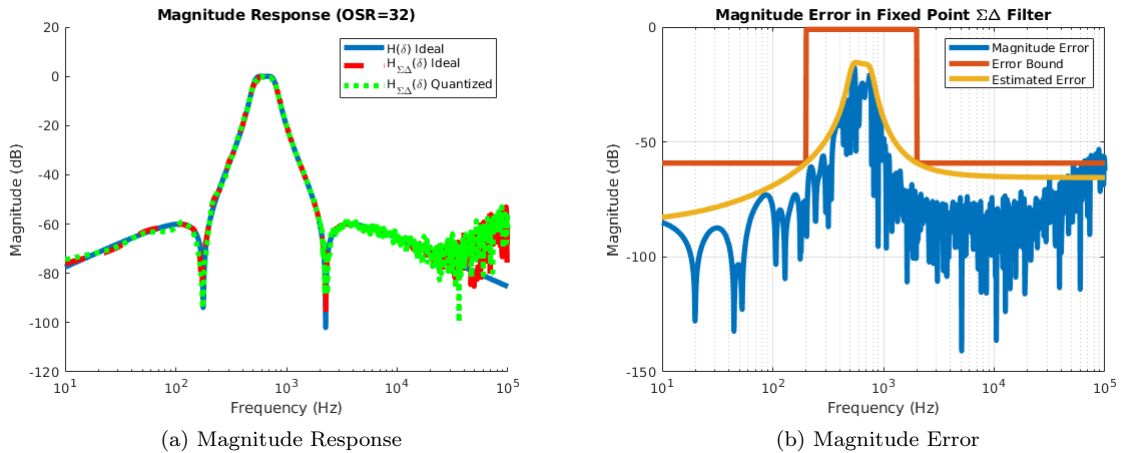 Magnitude Response (OSR=32)
20
0
-20
-40
-60
-80
-100
-120
Magnitude (dB)
H(δ) Ideal
H_ΣΔ(δ) Ideal
H_ΣΔ(δ) Quantized
10^1
10^2
10^3
10^4
10^5
Frequency (Hz)
(a) Magnitude Response
Magnitude Error in Fixed Point ΣΔ Filter
0
-50
-100
-150
Magnitude (dB)
Magnitude Error
Error Bound
Estimated Error
10^1
10^2
10^3
10^4
10^5
Frequency (Hz)
(b) Magnitude Error